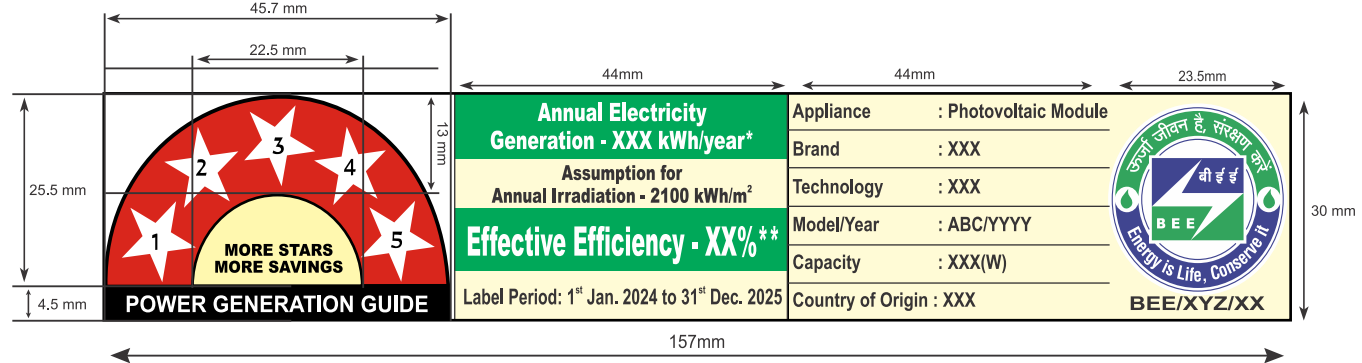 45.7 mm
22.5 mm
44mm
44mm
23.5mm
13 mm
25.5 mm
4.5 mm
30 mm
157mm
1
2
3
4
5
MORE STARS
MORE SAVINGS
POWER GENERATION GUIDE
Annual Electricity
Generation - XXX kWh/year*
Assumption for
Annual Irradiation - 2100 kWh/m²
Effective Efficiency - XX%**
Label Period: 1st Jan. 2024 to 31st Dec. 2025
Appliance : Photovoltaic Module
Brand : XXX
Technology : XXX
Model/Year : ABC/YYYY
Capacity : XXX(W)
Country of Origin : XXX
ऊर्जा जीवन है, संरक्षण करें
बी ई ई
BEE
Energy is Life, Conserve it
BEE/XYZ/XX